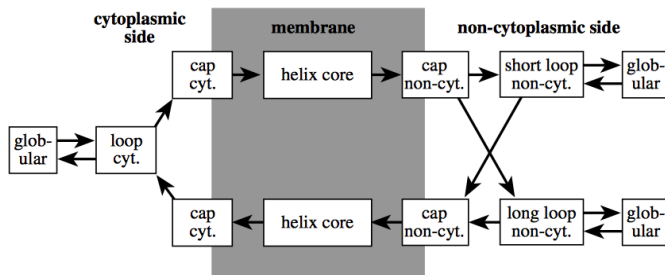 cytoplasmic
side
membrane
non-cytoplasmic side
cap
cyt.
helix core
cap
non-cyt.
short loop
non-cyt.
glob-
ular
glob-
ular
loop
cyt.
cap
cyt.
helix core
cap
non-cyt.
long loop
non-cyt.
glob-
ular